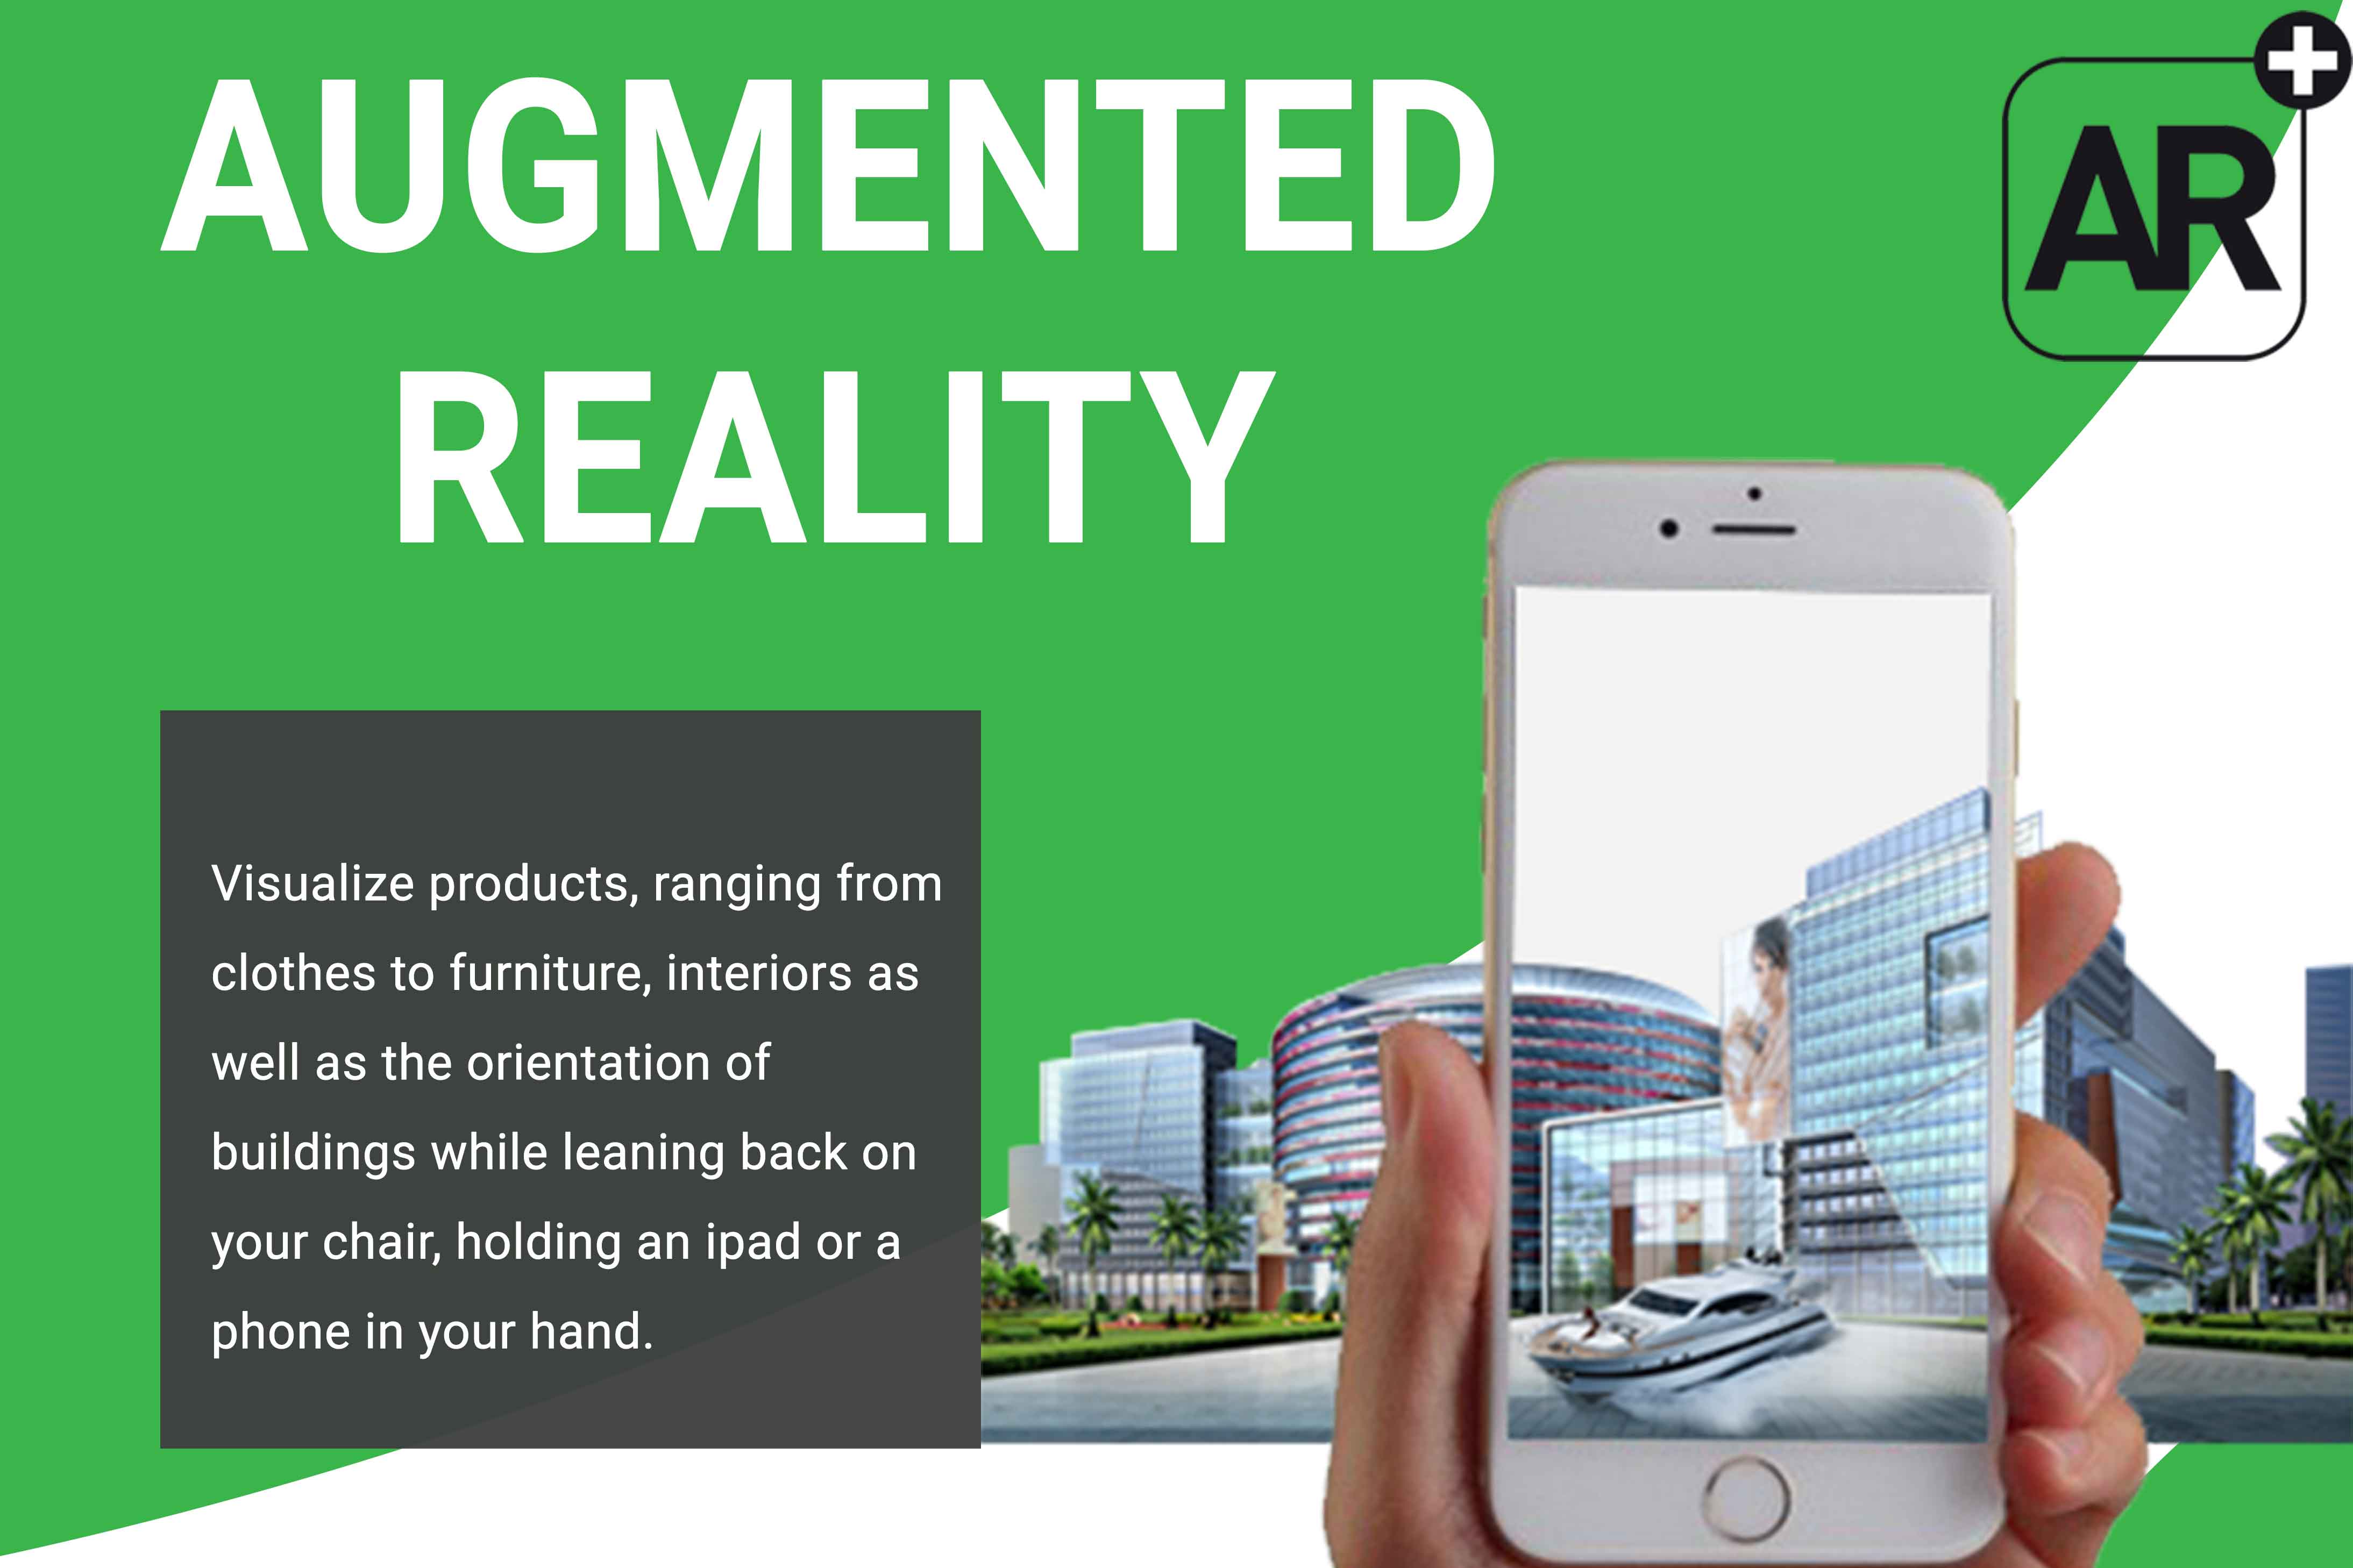 AUGMENTED
REALITY
AR
Visualize products, ranging from
clothes to furniture, interiors as
well as the orientation of
buildings while leaning back on
your chair, holding an ipad or a
phone in your hand.